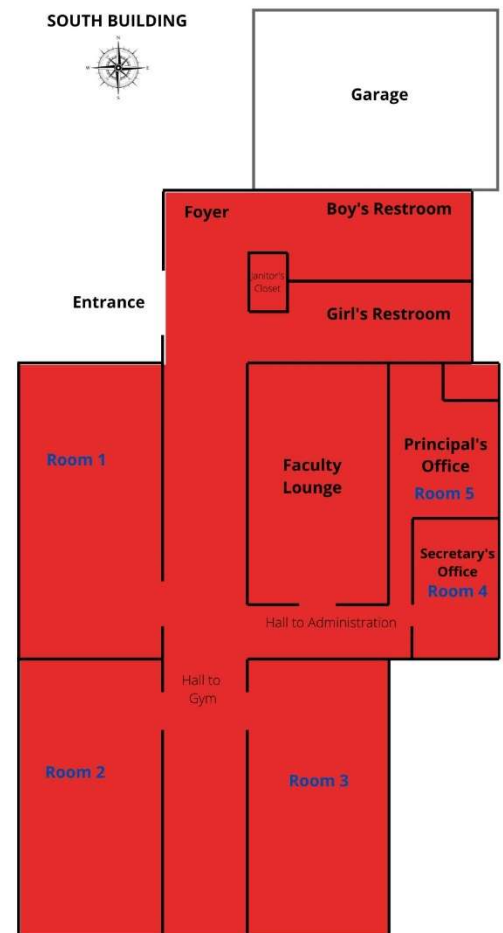 SOUTH BUILDING
N
E
S
Garage
Foyer
Boy's Restroom
Janitor's
Closet
Entrance
Girl's Restroom
Room 1
Faculty
Lounge
Principal's
Office
Room 5
Secretary's
Office
Room 4
Hall to Administration
Hall to
Gym
Room 2
Room 3